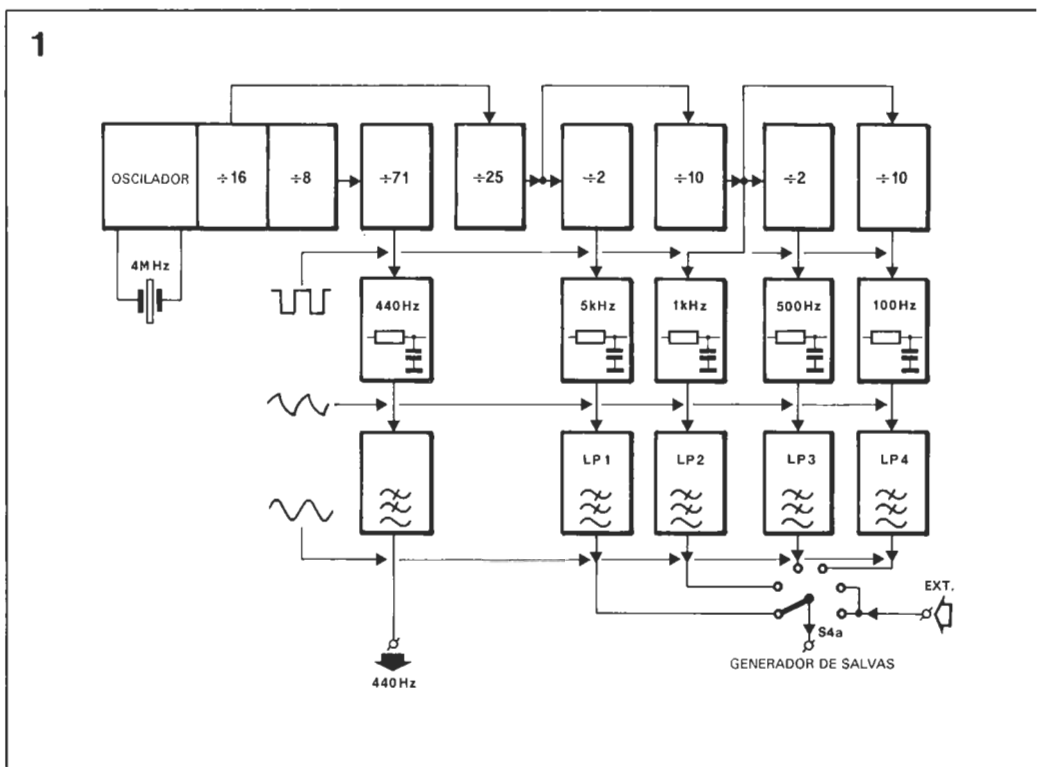 1
OSCILADOR ÷16 ÷8 ÷71 ÷25 ÷2 ÷10 ÷2 ÷10
4MHz
440Hz 5kHz 1kHz 500Hz 100Hz
LP1 LP2 LP3 LP4
EXT.
S4a
GENERADOR DE SALVAS
440Hz